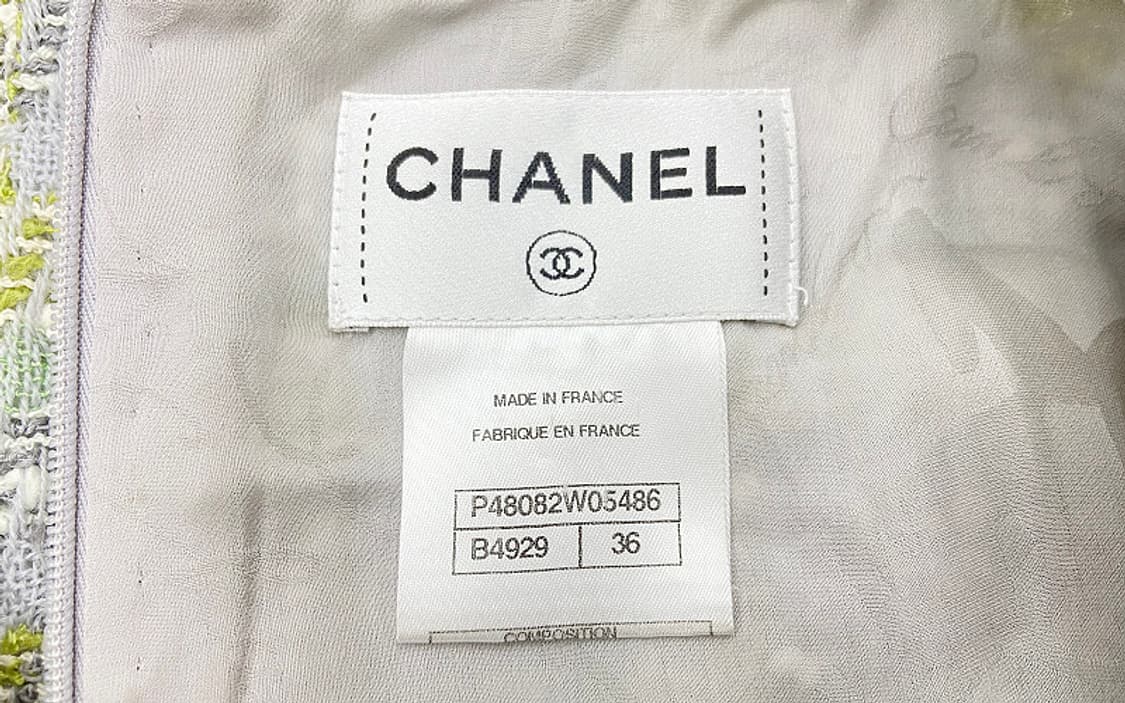 CHANEL
MADE IN FRANCE
FABRIQUE EN FRANCE
P48082W05486
B4929 36
COMPOSITION